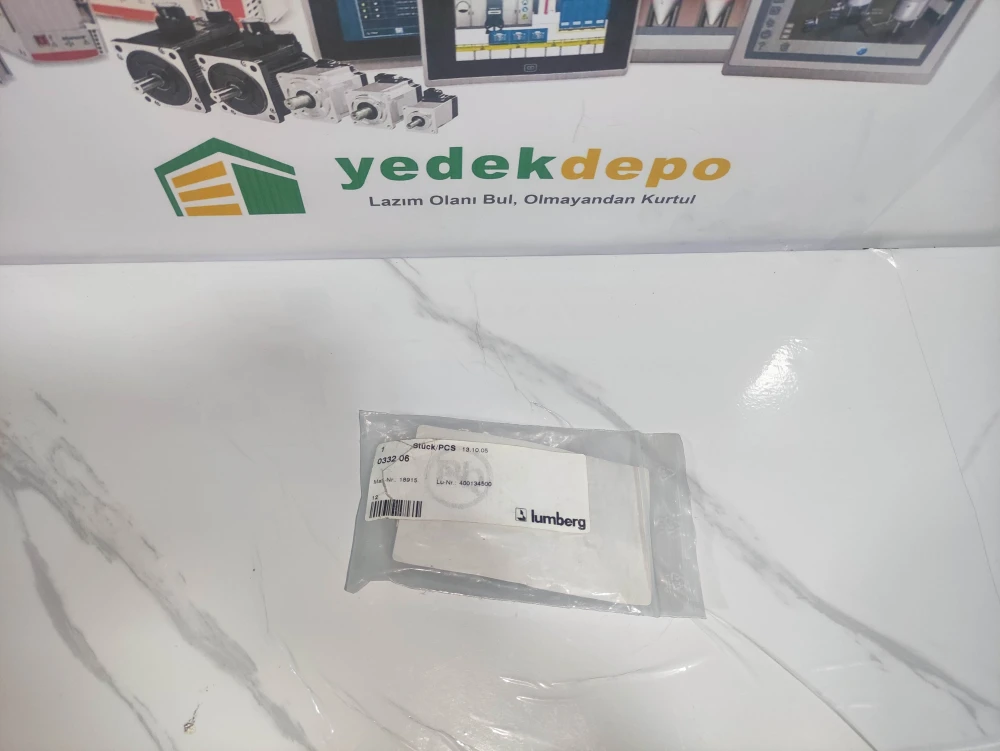 yedekdepo
Lazım Olanı Bul, Olmayandan Kurtul
1 Stück/PCS 13.10.05
0332 06
Mat.-Nr.: 18915 Lu-Nr.: 400134500
12
lumberg